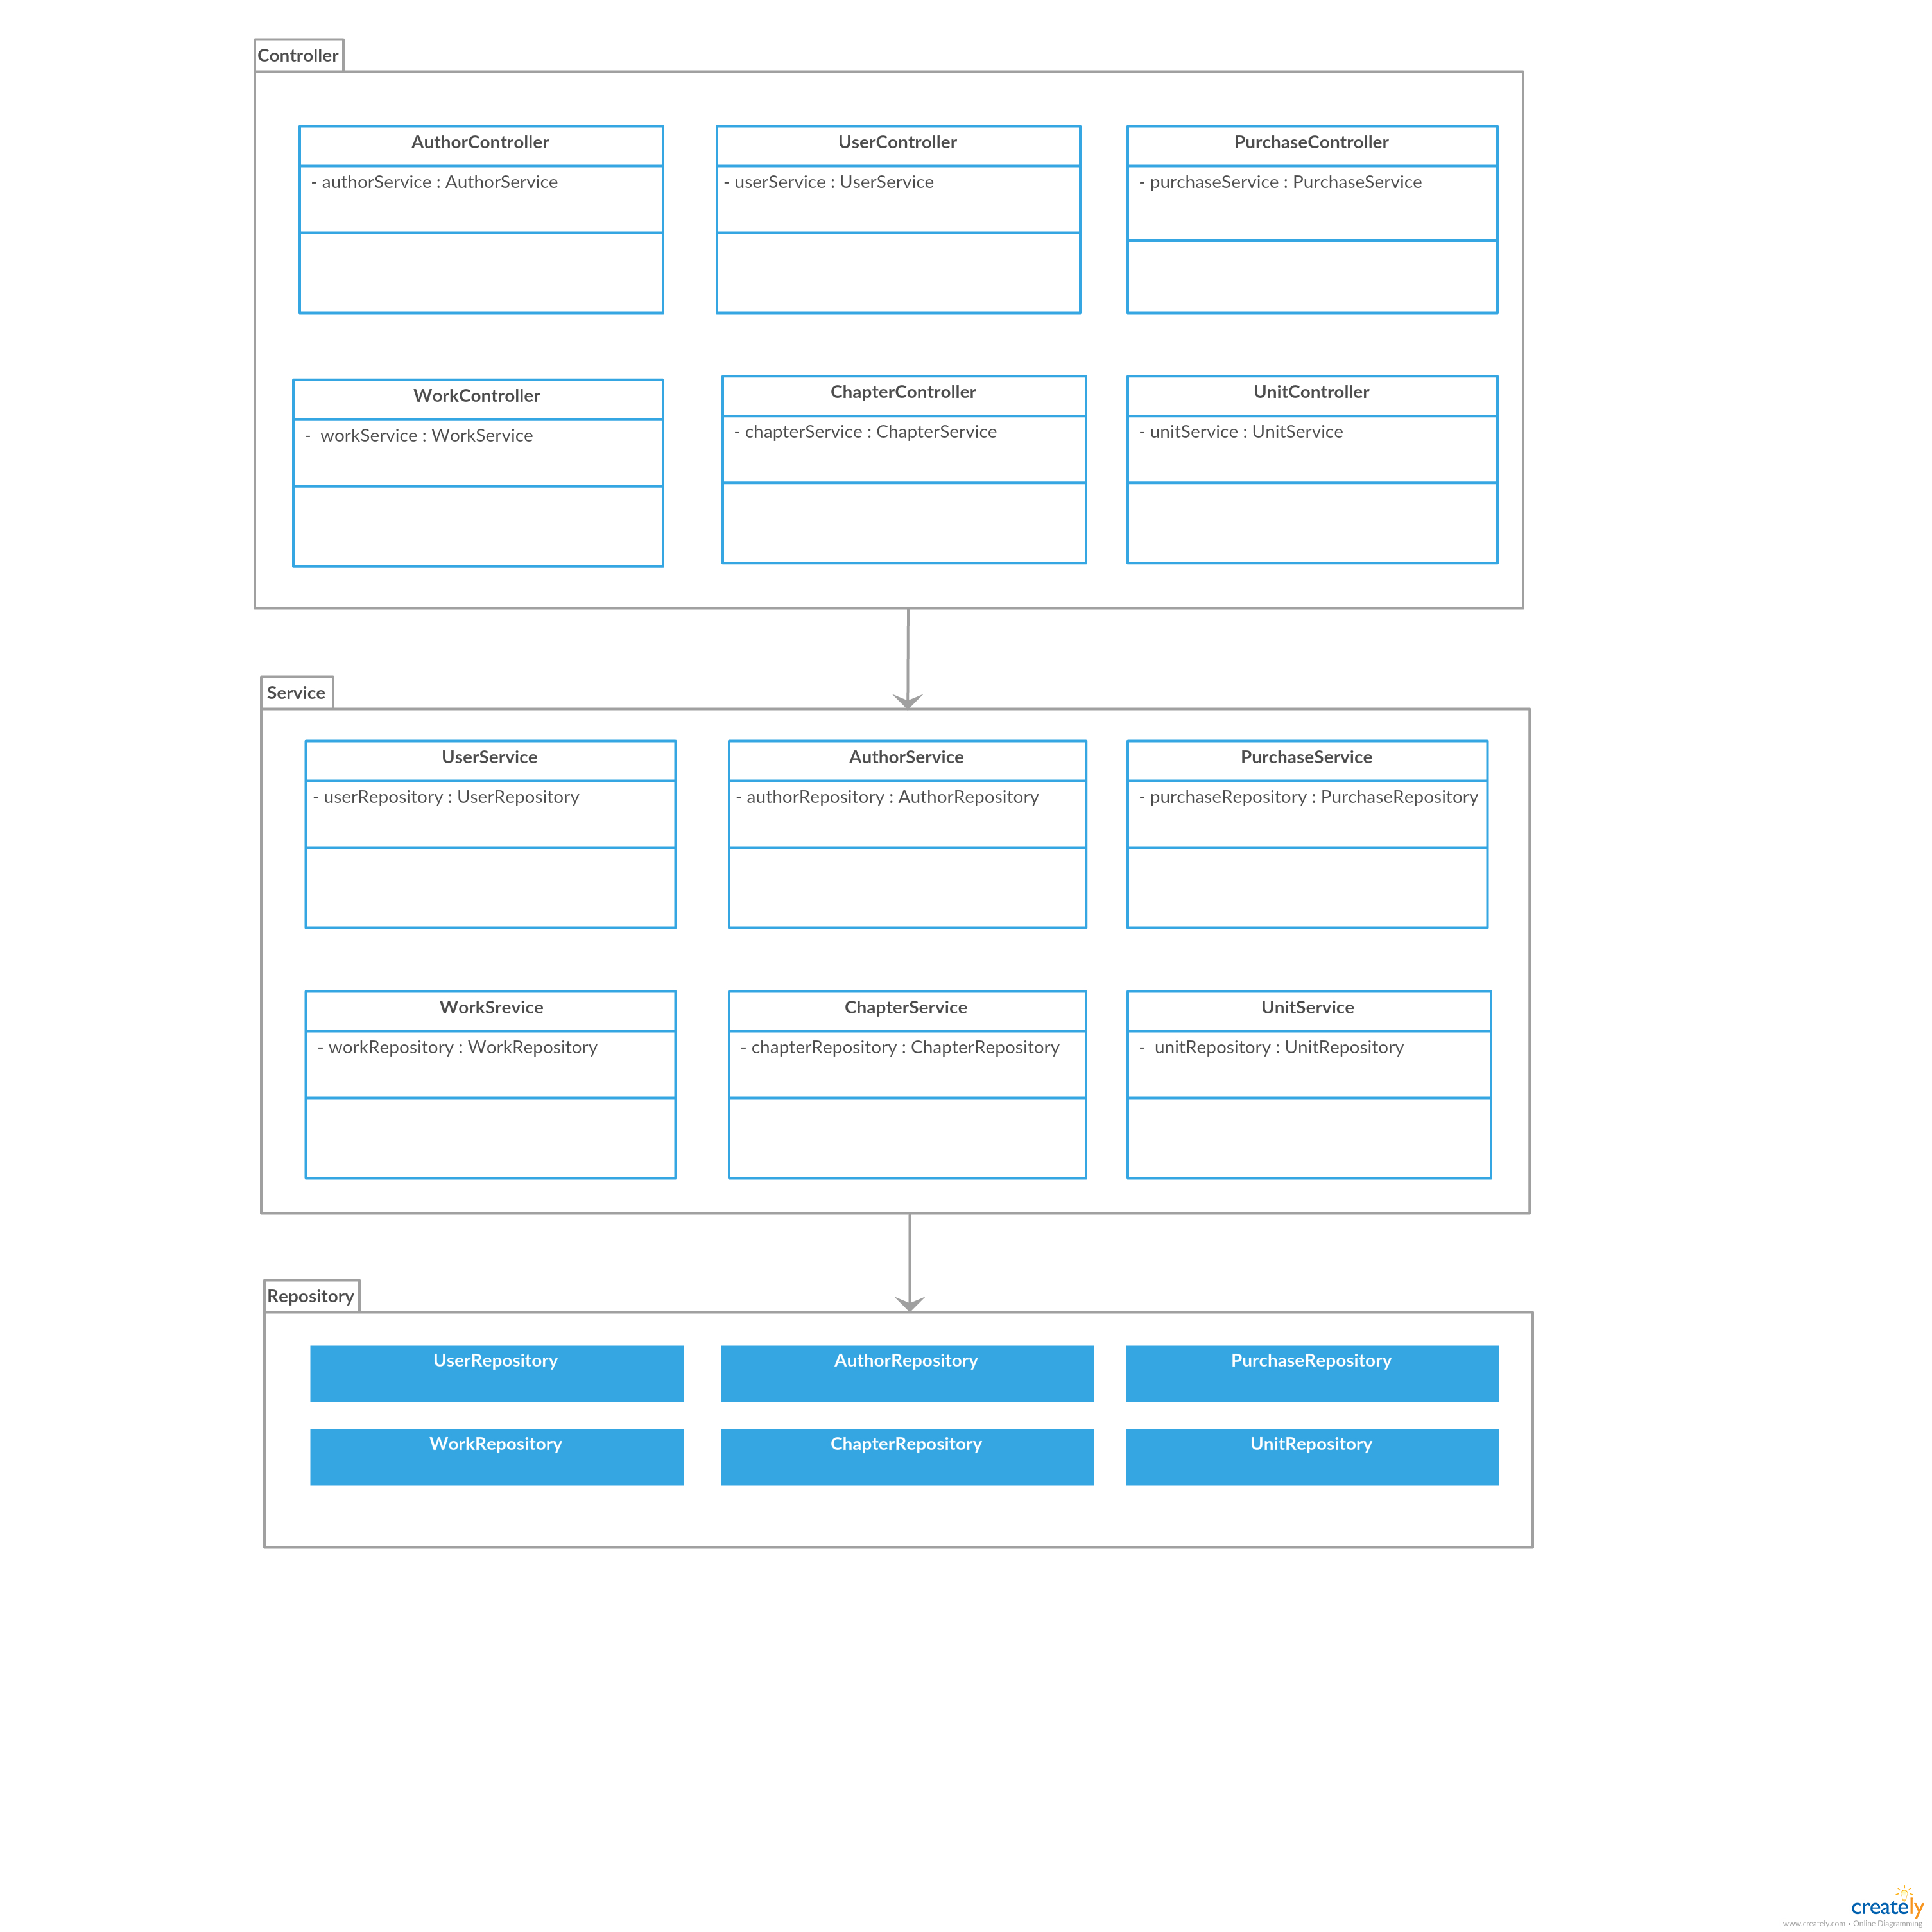 Controller
AuthorController
- authorService : AuthorService
UserController
- userService : UserService
PurchaseController
- purchaseService : PurchaseService
WorkController
-  workService : WorkService
ChapterController
- chapterService : ChapterService
UnitController
- unitService : UnitService
Service
UserService
- userRepository : UserRepository
AuthorService
- authorRepository : AuthorRepository
PurchaseService
- purchaseRepository : PurchaseRepository
WorkSrevice
- workRepository : WorkRepository
ChapterService
- chapterRepository : ChapterRepository
UnitService
-  unitRepository : UnitRepository
Repository
UserRepository
AuthorRepository
PurchaseRepository
WorkRepository
ChapterRepository
UnitRepository
creately
www.creately.com • Online Diagramming